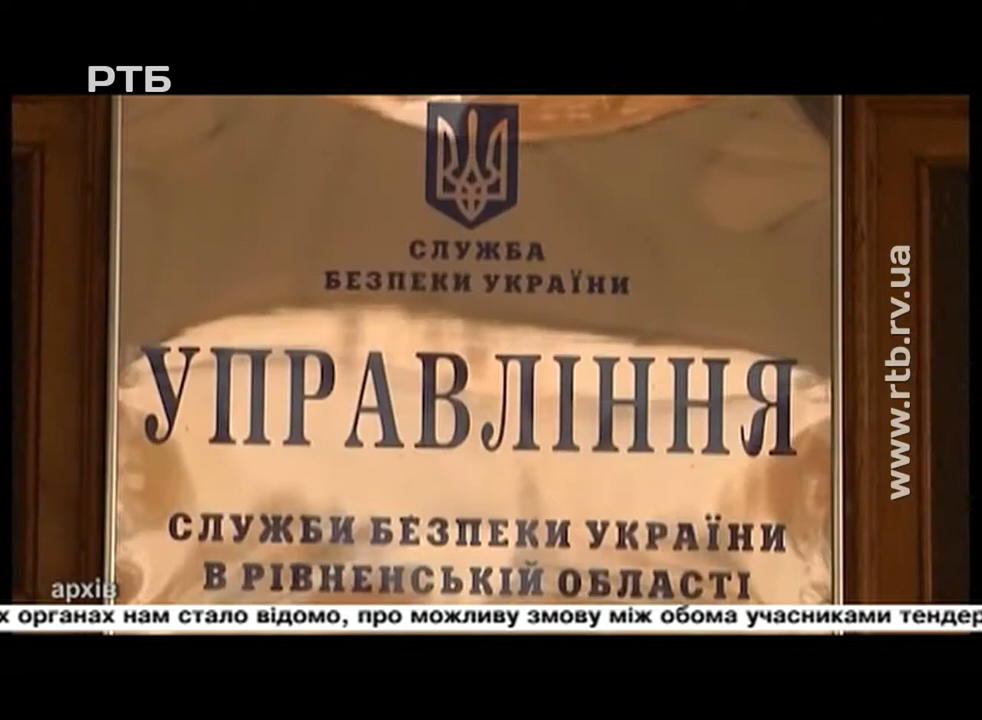 РТБ
СЛУЖБА
БЕЗПЕКИ УКРАЇНИ
УПРАВЛІННЯ
СЛУЖБИ БЕЗПЕКИ УКРАЇНИ
В РІВНЕНСЬКІЙ ОБЛАСТІ
www.rtb.rv.ua
архів
х органах нам стало відомо, про можливу змову між обома учасниками тендер